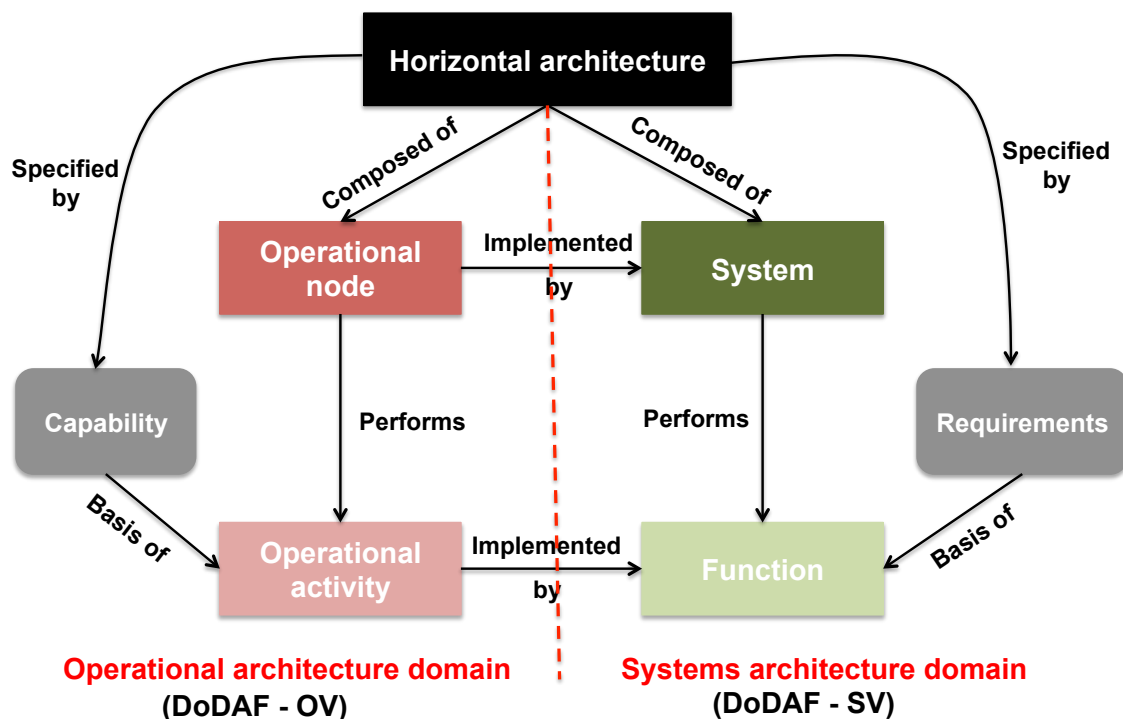 Horizontal architecture
Specified
by
Composed of
Composed of
Specified
by
Operational
node
Implemented
by
System
Capability
Performs
Performs
Requirements
Basis of
Operational
activity
Implemented
by
Function
Basis of
Operational architecture domain
(DoDAF - OV)
Systems architecture domain
(DoDAF - SV)